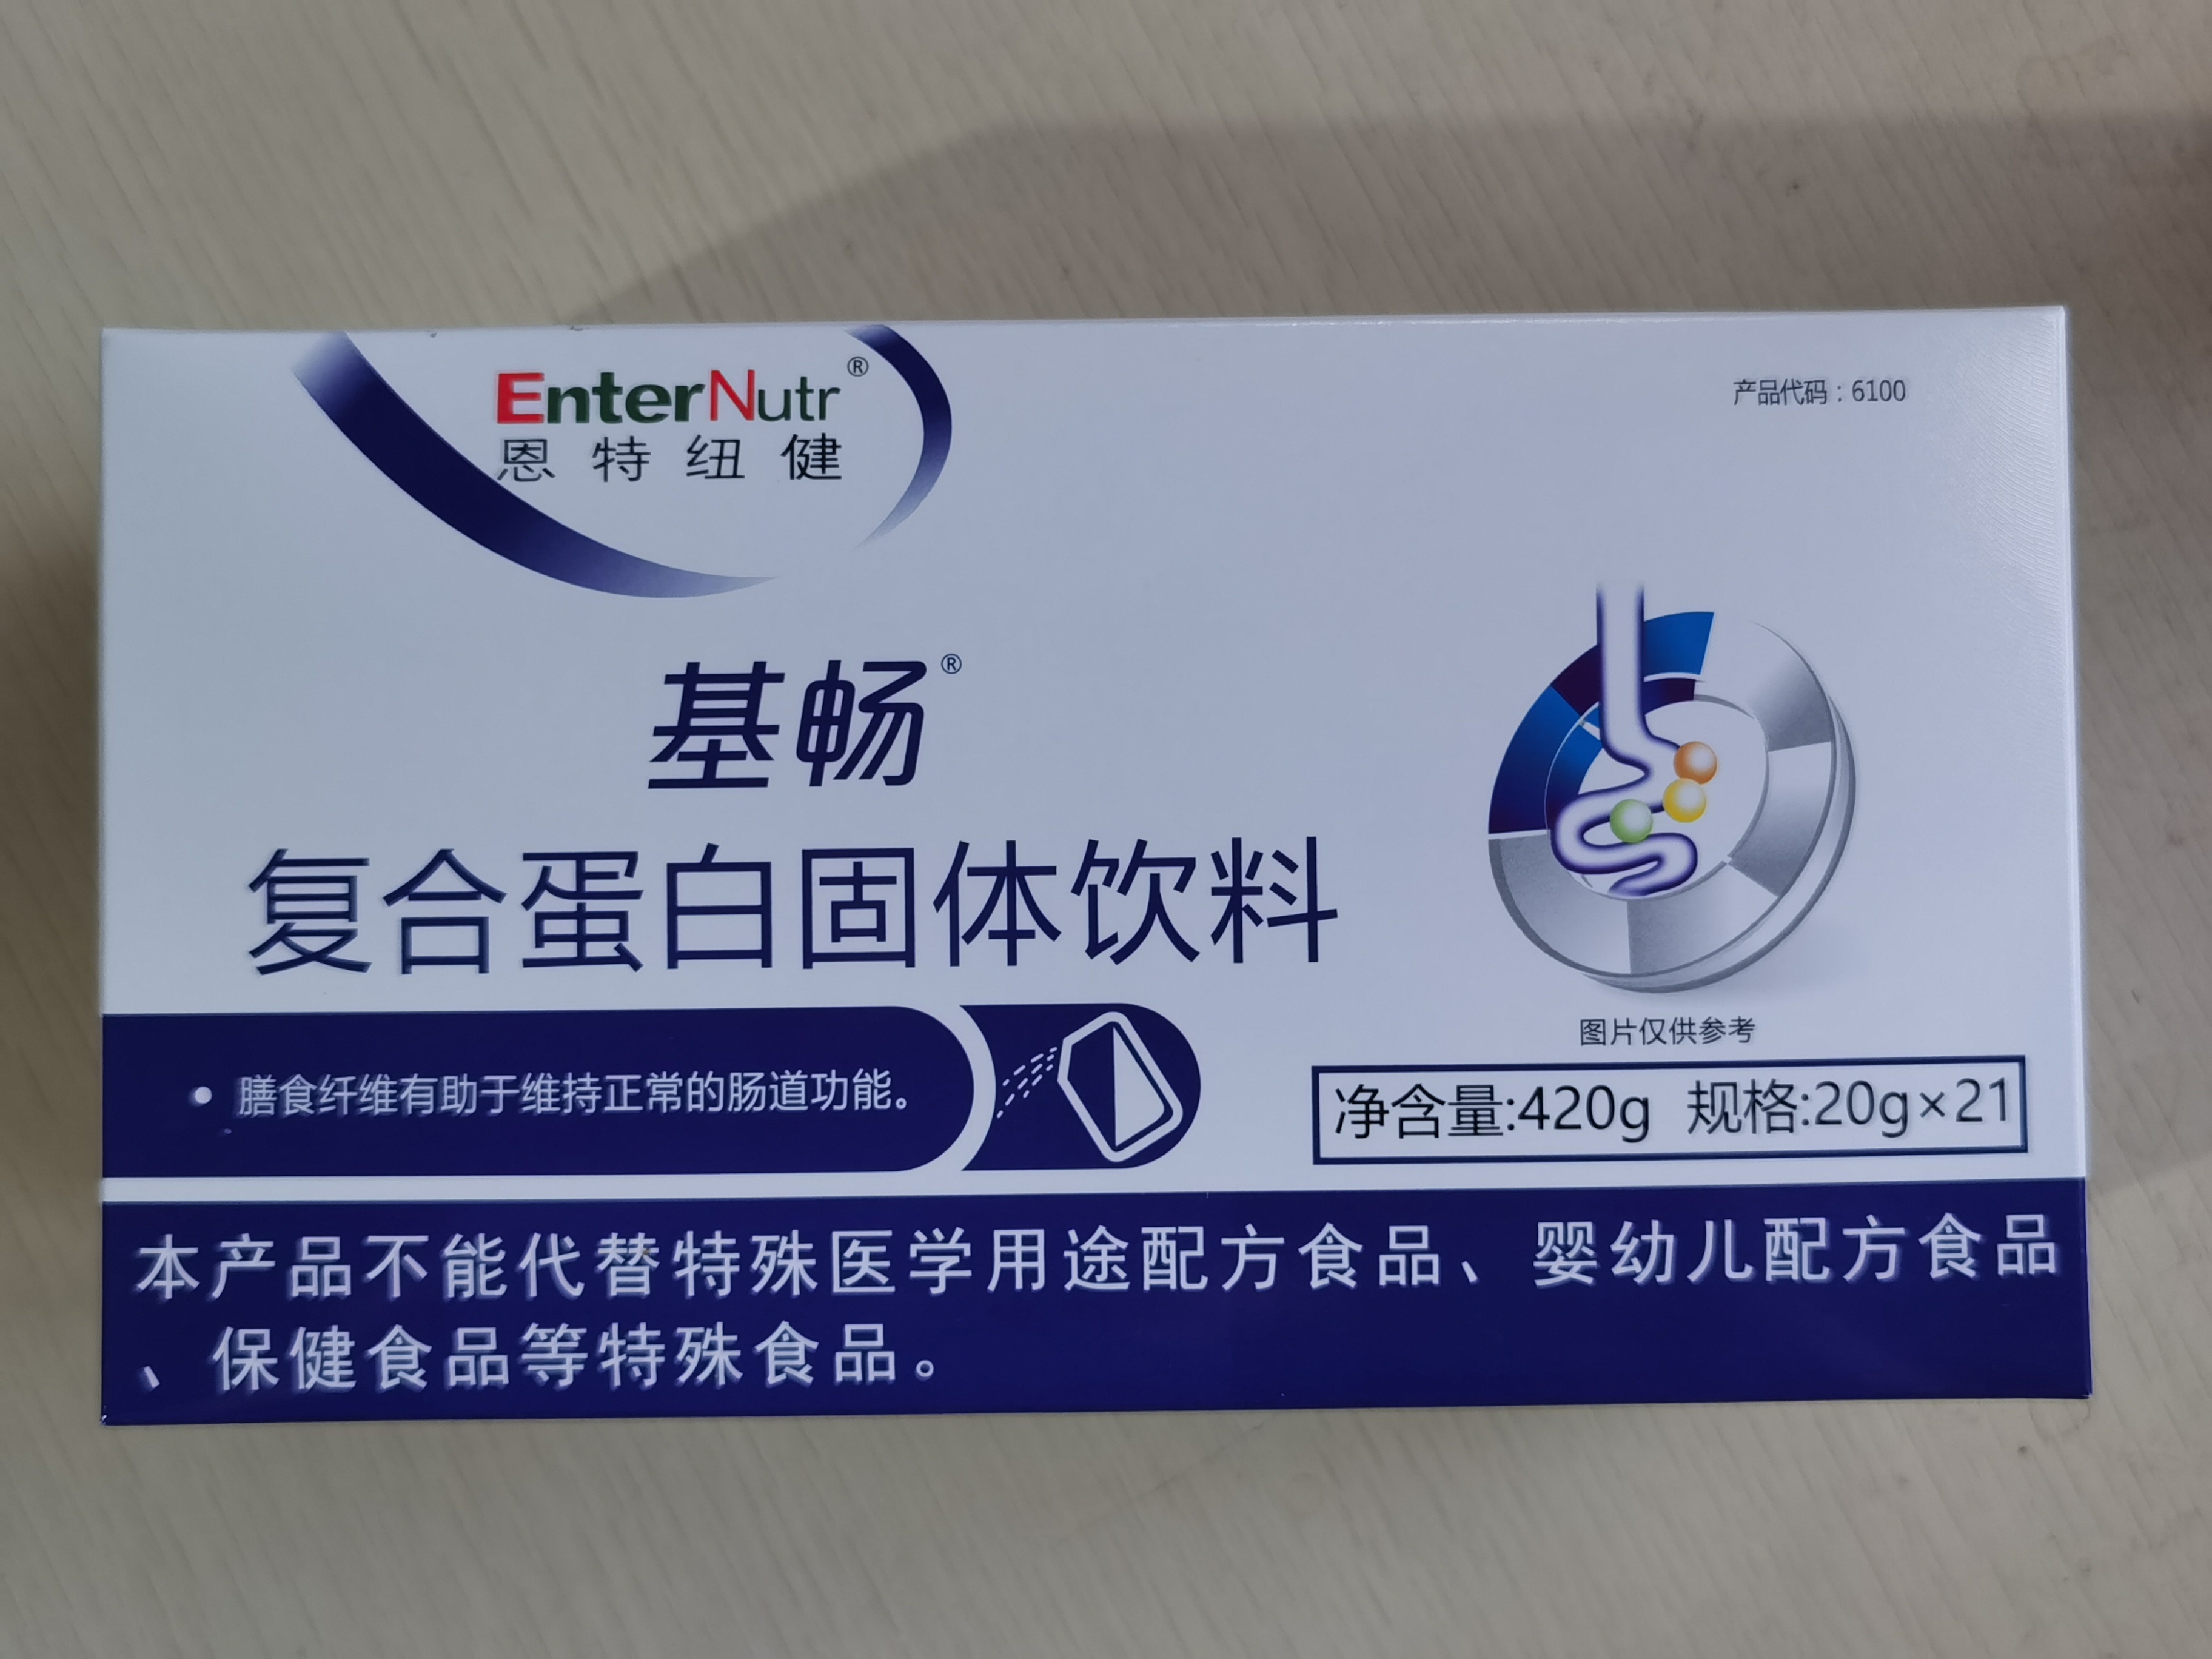 EnterNutr®
恩特纽健
产品代码：6100
基畅®
复合蛋白固体饮料
图片仅供参考
• 膳食纤维有助于维持正常的肠道功能。
净含量:420g 规格:20g×21
本产品不能代替特殊医学用途配方食品、婴幼儿配方食品
、保健食品等特殊食品。